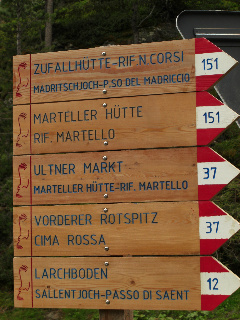 ZUFALLHÜTTE-RIF.N.CORSI 151
MADRITSCHJOCH-P.SO DEL MADRICCIO
MARTELLER HÜTTE 151
RIF. MARTELLO
ULTNER MARKT 37
MARTELLER HÜTTE-RIF. MARTELLO
VORDERER ROTSPITZ 37
CIMA ROSSA
LARCHBODEN 12
SÄLLENTJOCH-PASSO DI SAENT